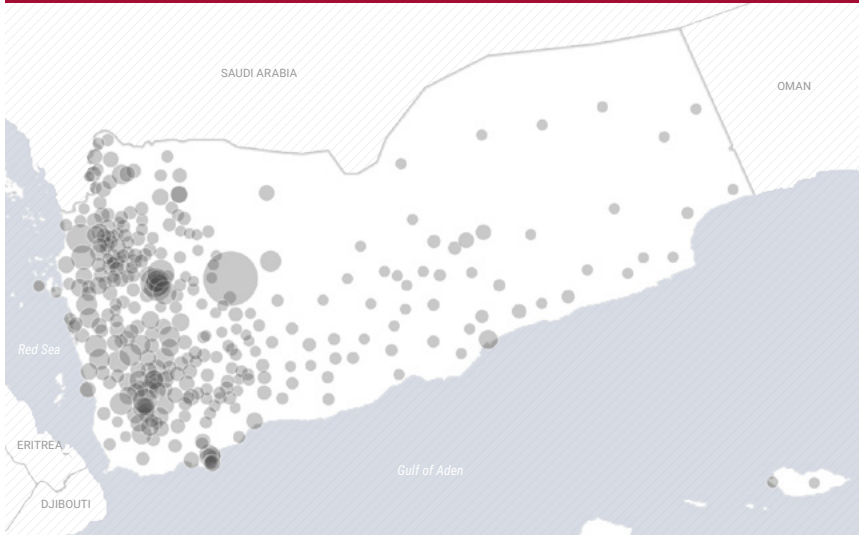 SAUDI ARABIA
OMAN
Red Sea
ERITREA
Gulf of Aden
DJIBOUTI